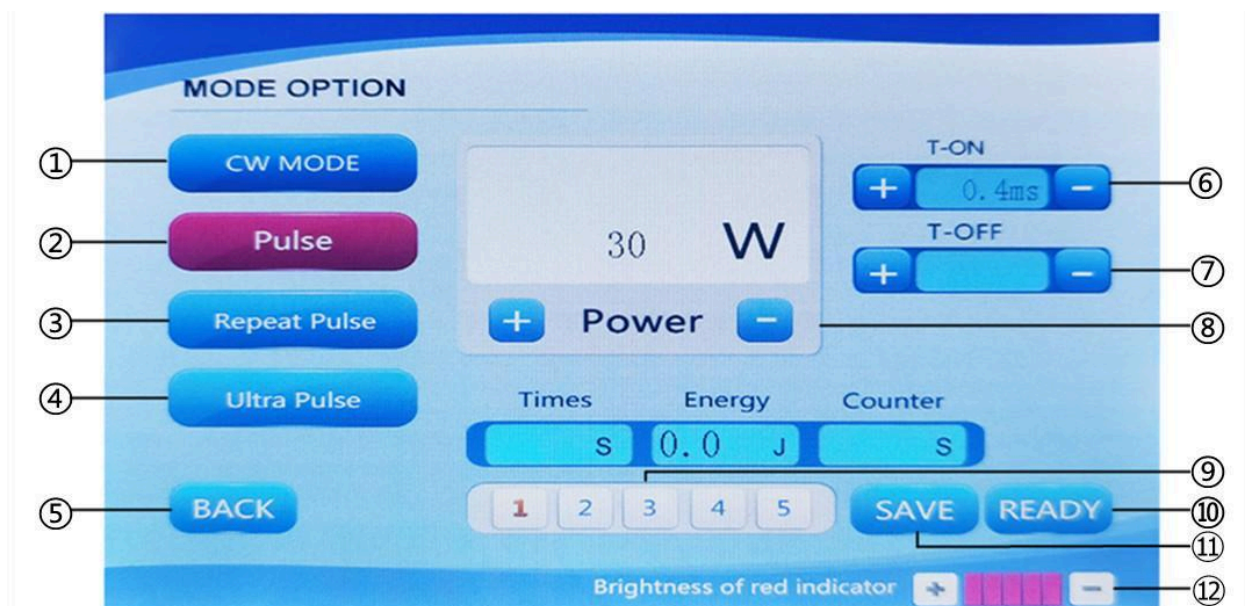 MODE OPTION
① CW MODE
② Pulse
③ Repeat Pulse
④ Ultra Pulse
⑤ BACK
30 W
+ Power - ⑧
T-ON
+ 0.4ms - ⑥
T-OFF
+ - ⑦
Times Energy Counter
S 0.0 J S
1 2 3 4 5 ⑨
SAVE READY ⑩
⑪
Brightness of red indicator + - ⑫